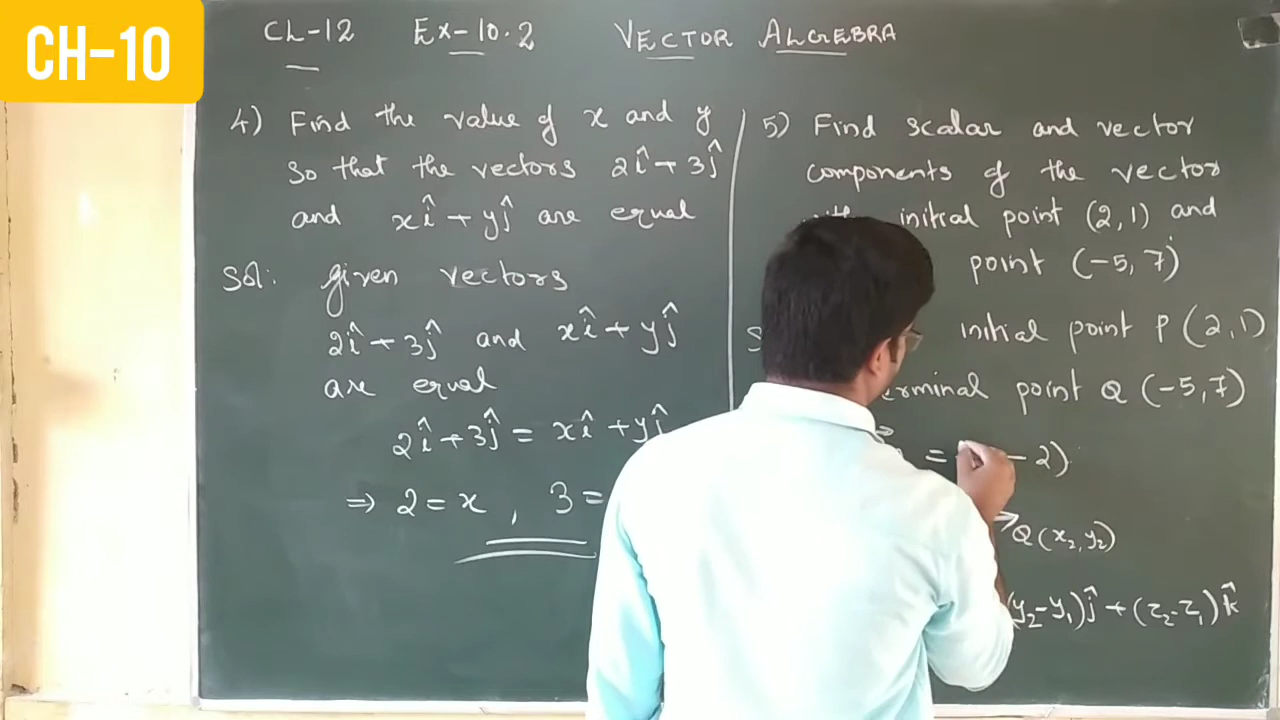 CH-10
CH-12 Ex-10.2 VECTOR ALGEBRA
4) Find the value of x and y
so that the vectors 2î+3ĵ
and xî + yĵ are equal
Sol: given vectors
2î+3ĵ and xî + yĵ
are equal
2î+3ĵ = xî + yĵ
⇒ 2 = x , 3 =
5) Find scalar and vector
components of the vector
initial point (2,1) and
point (-5, 7)
initial point P (2,1)
point Q (-5,7)
= - 2)
Q(x₂,y₂)
(y₂-y₁)ĵ + (z₂-z₁)k̂